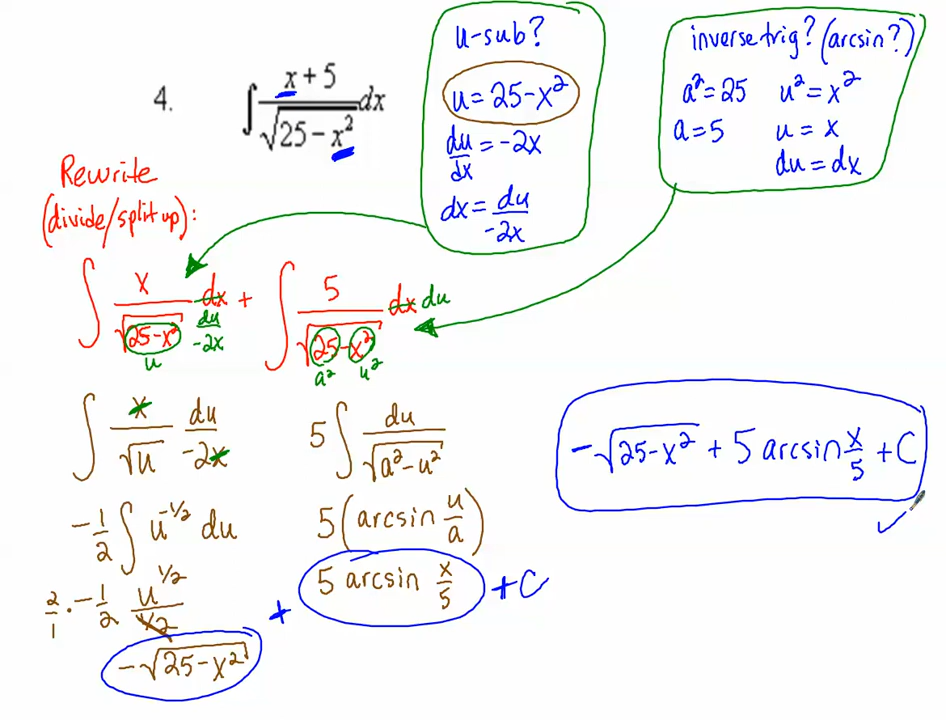 4. ∫ (x + 5)/√(25 − x²) dx
u-sub?
u = 25-x²
du/dx = -2x
dx = du/-2x
inverse trig? (arcsin?)
a² = 25 u² = x²
a = 5 u = x
du = dx
Rewrite
(divide/split up):
∫ x/√(25-x²) dx + ∫ 5/√(25-x²) dx du
u du/-2x a² u²
∫ x/√u du/-2x 5 ∫ du/√(a²-u²)
-1/2 ∫ u^-1/2 du 5(arcsin u/a)
2/1 · -1/2 u^1/2/1/2 + 5 arcsin x/5 + C
-√(25-x²)
-√(25-x²) + 5 arcsin x/5 + C